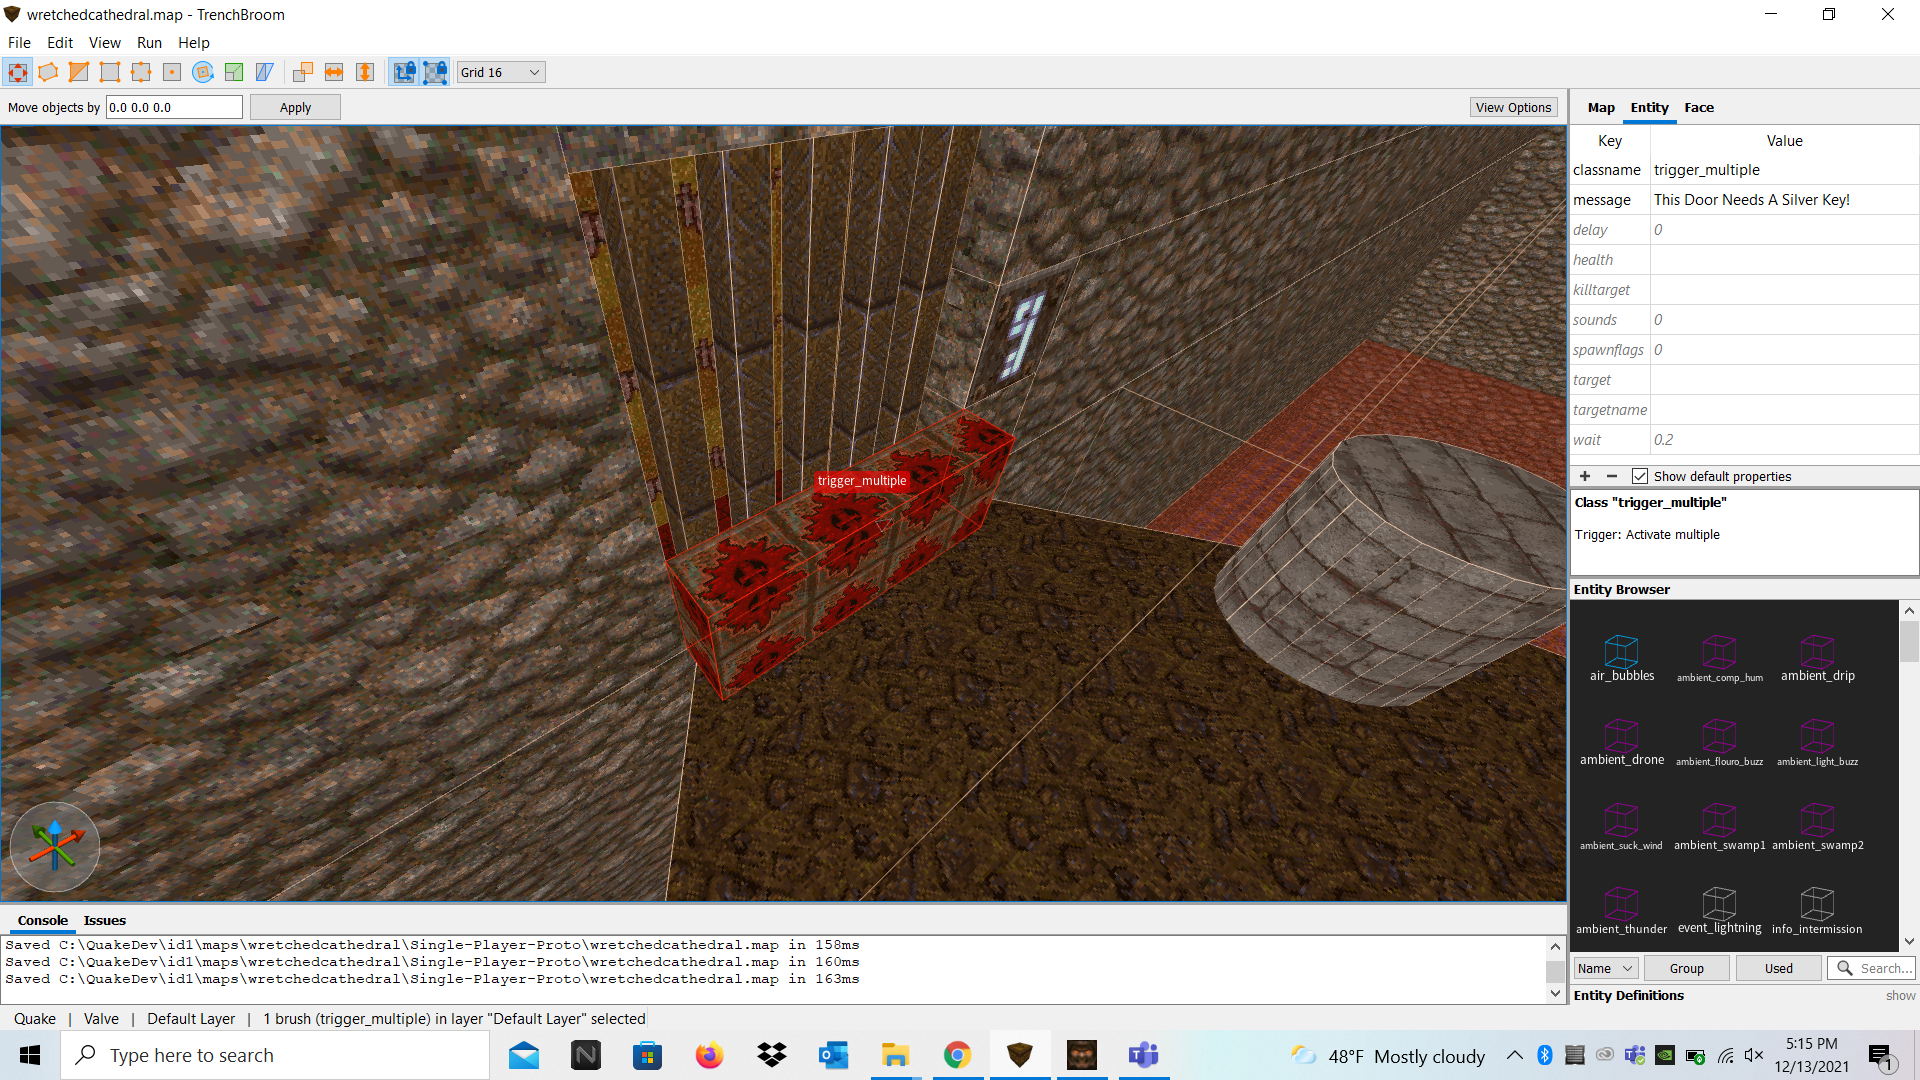 wretchedcathedral.map - TrenchBroom
File Edit View Run Help
Grid 16
Move objects by 0.0 0.0 0.0 Apply View Options
Map Entity Face
Key Value
classname trigger_multiple
message This Door Needs A Silver Key!
delay 0
health
killtarget
sounds 0
spawnflags 0
target
targetname
wait 0.2
+ − Show default properties
Class "trigger_multiple"
Trigger: Activate multiple
trigger_multiple
Entity Browser
air_bubbles ambient_comp_hum ambient_drip
ambient_drone ambient_flouro_buzz ambient_light_buzz
ambient_suck_wind ambient_swamp1 ambient_swamp2
ambient_thunder event_lightning info_intermission
Name Group Used Search...
Entity Definitions show
Console Issues
Saved C:\QuakeDev\id1\maps\wretchedcathedral\Single-Player-Proto\wretchedcathedral.map in 158ms
Saved C:\QuakeDev\id1\maps\wretchedcathedral\Single-Player-Proto\wretchedcathedral.map in 160ms
Saved C:\QuakeDev\id1\maps\wretchedcathedral\Single-Player-Proto\wretchedcathedral.map in 163ms
Quake | Valve | Default Layer | 1 brush (trigger_multiple) in layer "Default Layer" selected
Type here to search
48°F Mostly cloudy
5:15 PM
12/13/2021
1